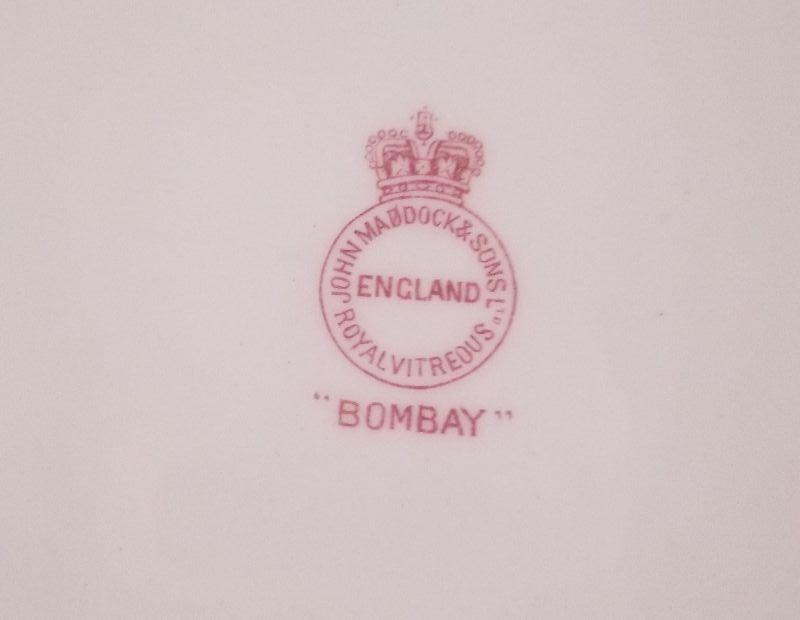 JOHN MADDOCK & SONS LTD
ENGLAND
ROYAL VITREOUS
"BOMBAY"